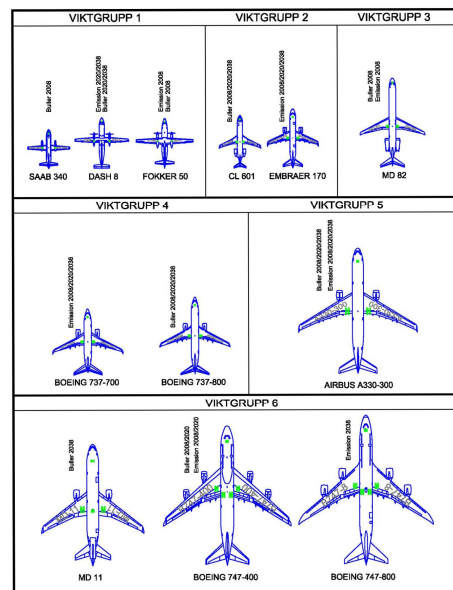 VIKTGRUPP 1
VIKTGRUPP 2
VIKTGRUPP 3
Buller 2008
Emission 2020/2038
Buller 2020/2038
Emission 2008
Buller 2008
Buller 2008/2020/2038
Emission 2008/2020/2038
Buller 2008
Emission 2008
SAAB 340
DASH 8
FOKKER 50
CL 601
EMBRAER 170
MD 82
VIKTGRUPP 4
VIKTGRUPP 5
Emission 2008/2020/2038
Buller 2008/2020/2038
Buller 2008/2020/2038
Emission 2008/2020/2038
BOEING 737-700
BOEING 737-800
AIRBUS A330-300
VIKTGRUPP 6
Buller 2038
Buller 2008/2020
Emission 2008/2020
Emission 2038
MD 11
BOEING 747-400
BOEING 747-800